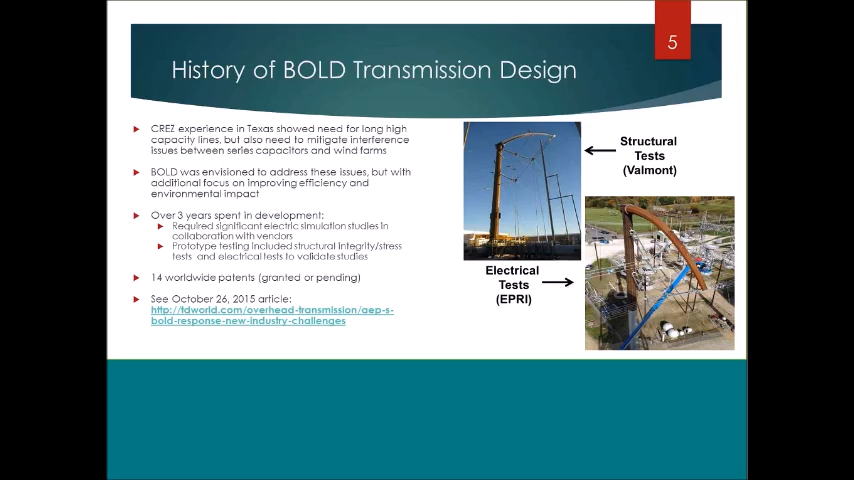 5
History of BOLD Transmission Design
CREZ experience in Texas showed need for long high
capacity lines, but also need to mitigate interference
issues between series capacitors and wind farms
BOLD was envisioned to address these issues, but with
additional focus on improving efficiency and
environmental impact
Over 3 years spent in development:
Required significant electric simulation studies in
collaboration with vendors
Prototype testing included structural integrity/stress
tests and electrical tests to validate studies
14 worldwide patents (granted or pending)
See October 26, 2015 article:
http://tdworld.com/overhead-transmission/aep-s-
bold-response-new-industry-challenges
Structural
Tests
(Valmont)
Electrical
Tests
(EPRI)